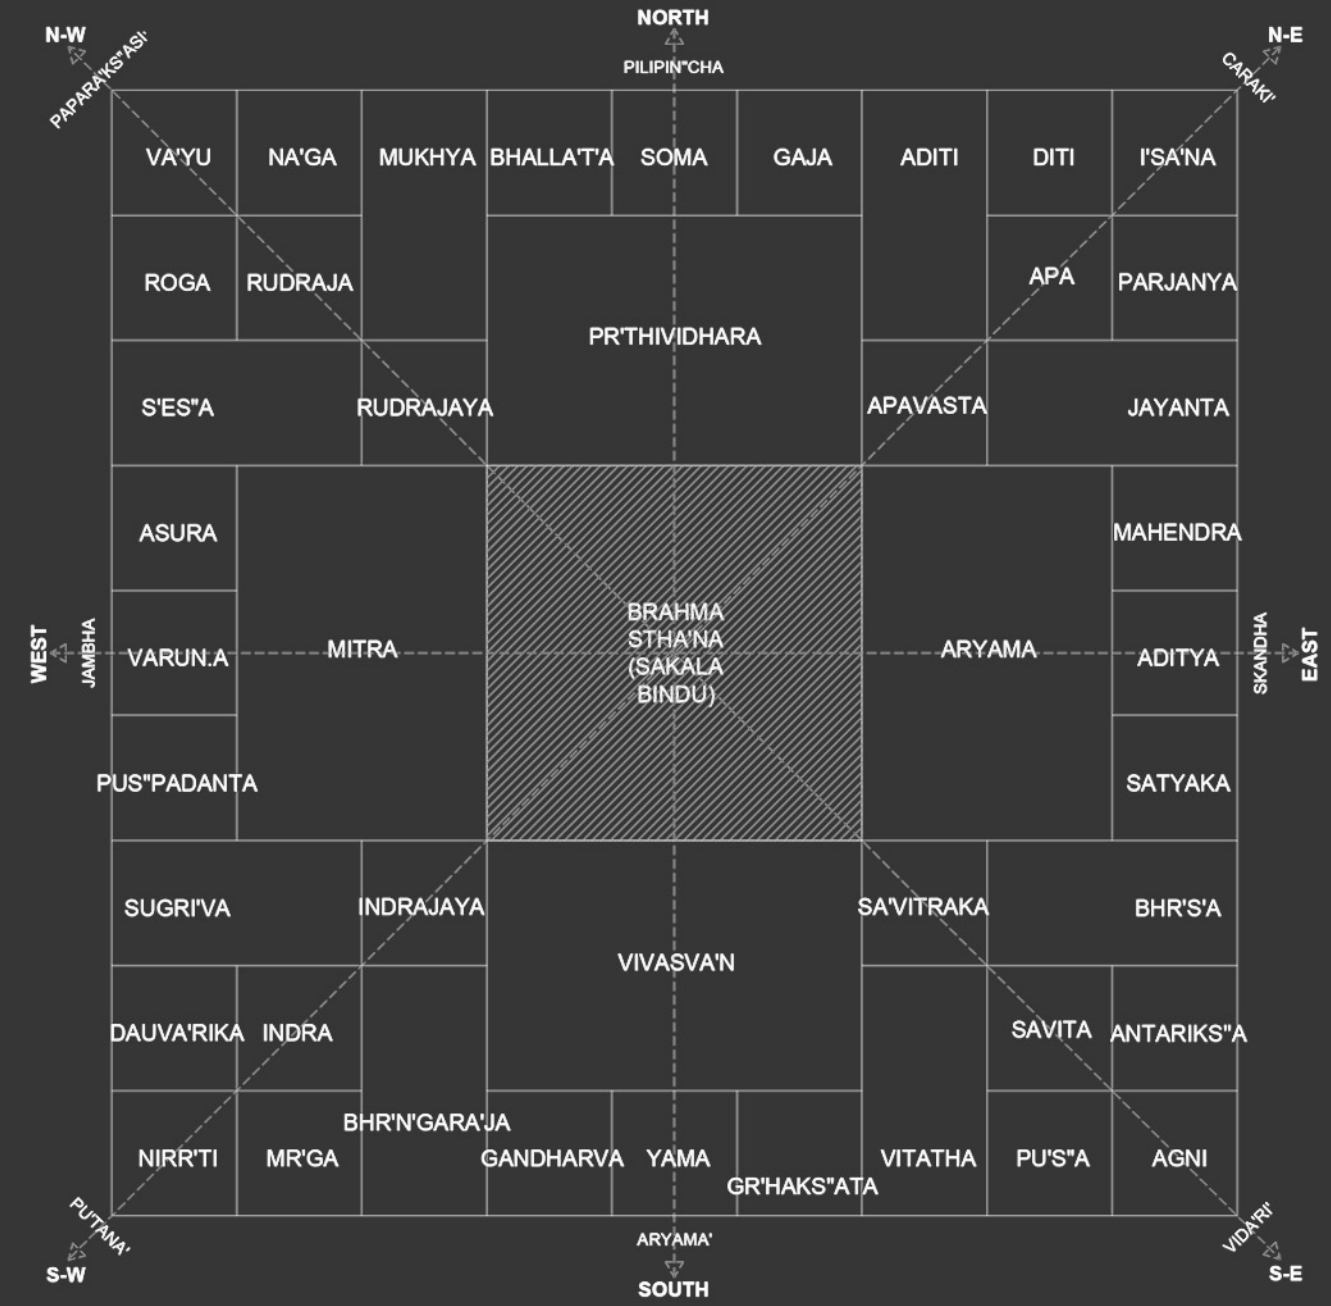 NORTH
N-W
N-E
PAPARA'KS"ASI'
PILIPIN"CHA
CARAKI'
VA'YU
NA'GA
MUKHYA
BHALLA'T'A
SOMA
GAJA
ADITI
DITI
I'SA'NA
ROGA
RUDRAJA
APA
PARJANYA
PR'THIVIDHARA
S'ES"A
RUDRAJAYA
APAVASTA
JAYANTA
ASURA
MAHENDRA
BRAHMA
STHA'NA
(SAKALA
BINDU)
WEST
JAMBHA
VARUN.A
MITRA
ARYAMA
ADITYA
SKANDHA
EAST
PUS"PADANTA
SATYAKA
SUGRI'VA
INDRAJAYA
SA'VITRAKA
BHR'S'A
VIVASVA'N
DAUVA'RIKA
INDRA
SAVITA
ANTARIKS"A
BHR'N'GARA'JA
NIRR'TI
MR'GA
GANDHARVA
YAMA
GR'HAKS"ATA
VITATHA
PU'S"A
AGNI
PU'TANA'
ARYAMA'
VIDA'RI'
S-W
SOUTH
S-E